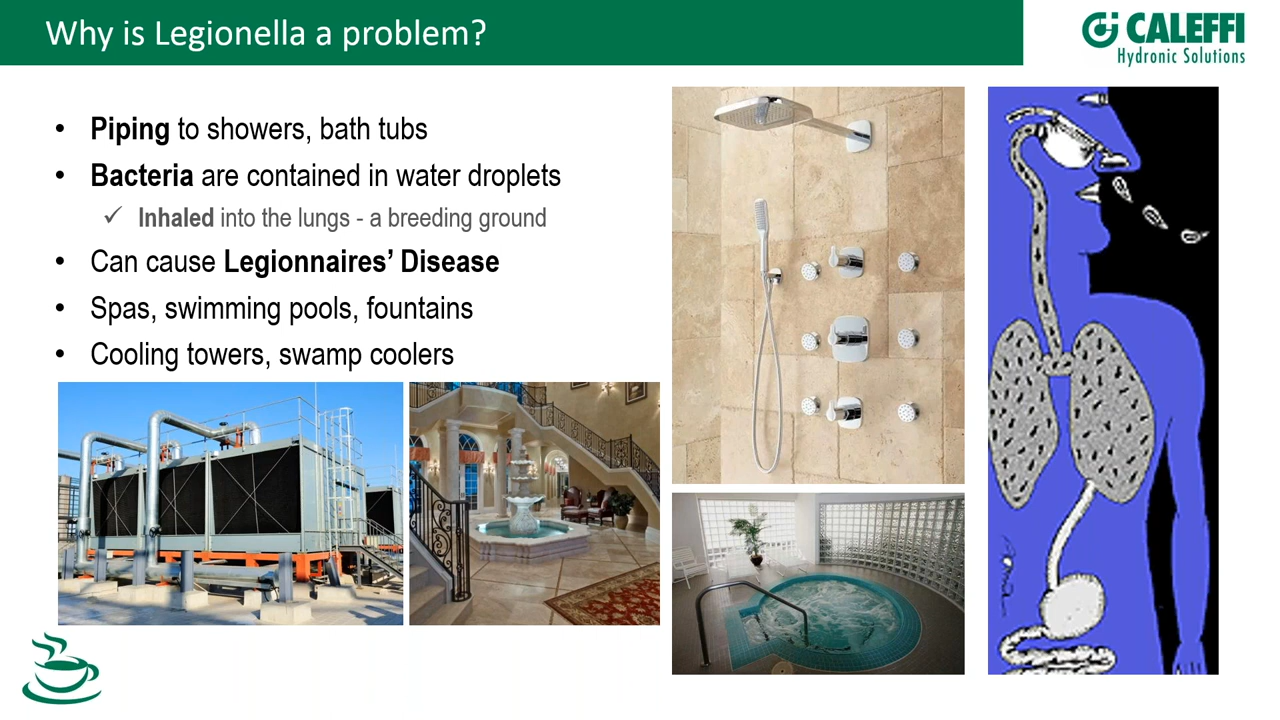 Why is Legionella a problem?
CALEFFI
Hydronic Solutions
• Piping to showers, bath tubs
• Bacteria are contained in water droplets
✓ Inhaled into the lungs - a breeding ground
• Can cause Legionnaires’ Disease
• Spas, swimming pools, fountains
• Cooling towers, swamp coolers